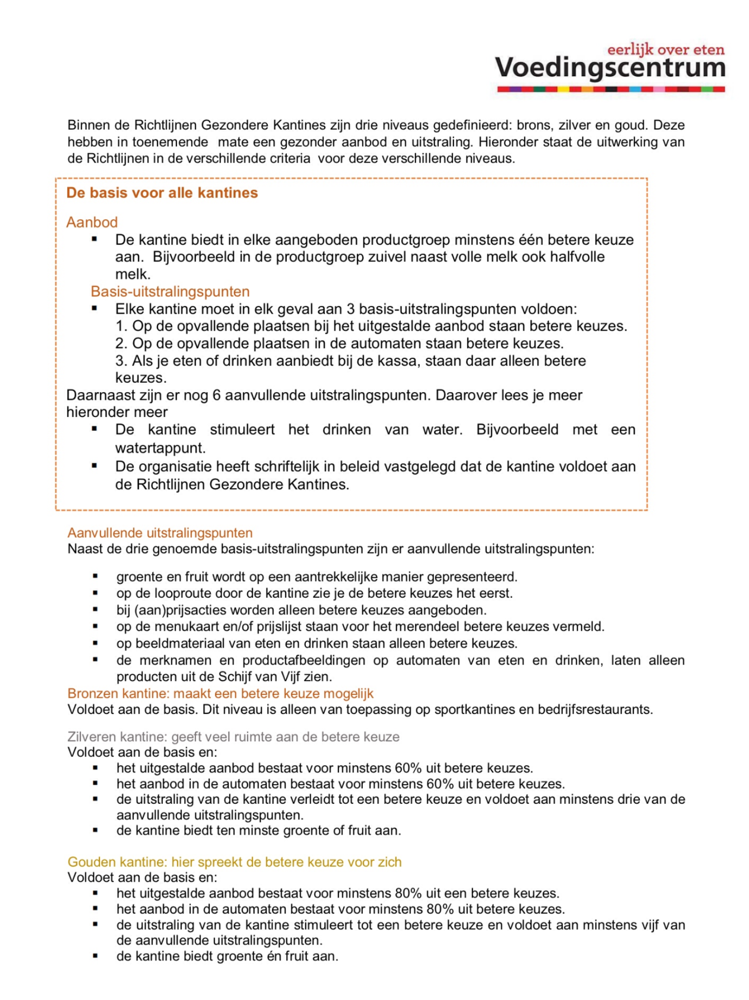 eerlijk over eten
Voedingscentrum
Binnen de Richtlijnen Gezondere Kantines zijn drie niveaus gedefinieerd: brons, zilver en goud. Deze
hebben in toenemende  mate een gezonder aanbod en uitstraling. Hieronder staat de uitwerking van
de Richtlijnen in de verschillende criteria  voor deze verschillende niveaus.
De basis voor alle kantines
Aanbod
▪ De kantine biedt in elke aangeboden productgroep minstens één betere keuze
aan.  Bijvoorbeeld in de productgroep zuivel naast volle melk ook halfvolle
melk.
Basis-uitstralingspunten
▪ Elke kantine moet in elk geval aan 3 basis-uitstralingspunten voldoen:
1. Op de opvallende plaatsen bij het uitgestalde aanbod staan betere keuzes.
2. Op de opvallende plaatsen in de automaten staan betere keuzes.
3. Als je eten of drinken aanbiedt bij de kassa, staan daar alleen betere
keuzes.
Daarnaast zijn er nog 6 aanvullende uitstralingspunten. Daarover lees je meer
hieronder meer
▪ De kantine stimuleert het drinken van water. Bijvoorbeeld met een
watertappunt.
▪ De organisatie heeft schriftelijk in beleid vastgelegd dat de kantine voldoet aan
de Richtlijnen Gezondere Kantines.
Aanvullende uitstralingspunten
Naast de drie genoemde basis-uitstralingspunten zijn er aanvullende uitstralingspunten:
▪ groente en fruit wordt op een aantrekkelijke manier gepresenteerd.
▪ op de looproute door de kantine zie je de betere keuzes het eerst.
▪ bij (aan)prijsacties worden alleen betere keuzes aangeboden.
▪ op de menukaart en/of prijslijst staan voor het merendeel betere keuzes vermeld.
▪ op beeldmateriaal van eten en drinken staan alleen betere keuzes.
▪ de merknamen en productafbeeldingen op automaten van eten en drinken, laten alleen
producten uit de Schijf van Vijf zien.
Bronzen kantine: maakt een betere keuze mogelijk
Voldoet aan de basis. Dit niveau is alleen van toepassing op sportkantines en bedrijfsrestaurants.
Zilveren kantine: geeft veel ruimte aan de betere keuze
Voldoet aan de basis en:
▪ het uitgestalde aanbod bestaat voor minstens 60% uit betere keuzes.
▪ het aanbod in de automaten bestaat voor minstens 60% uit betere keuzes.
▪ de uitstraling van de kantine verleidt tot een betere keuze en voldoet aan minstens drie van de
aanvullende uitstralingspunten.
▪ de kantine biedt ten minste groente of fruit aan.
Gouden kantine: hier spreekt de betere keuze voor zich
Voldoet aan de basis en:
▪ het uitgestalde aanbod bestaat voor minstens 80% uit een betere keuzes.
▪ het aanbod in de automaten bestaat voor minstens 80% uit betere keuzes.
▪ de uitstraling van de kantine stimuleert tot een betere keuze en voldoet aan minstens vijf van
de aanvullende uitstralingspunten.
▪ de kantine biedt groente én fruit aan.